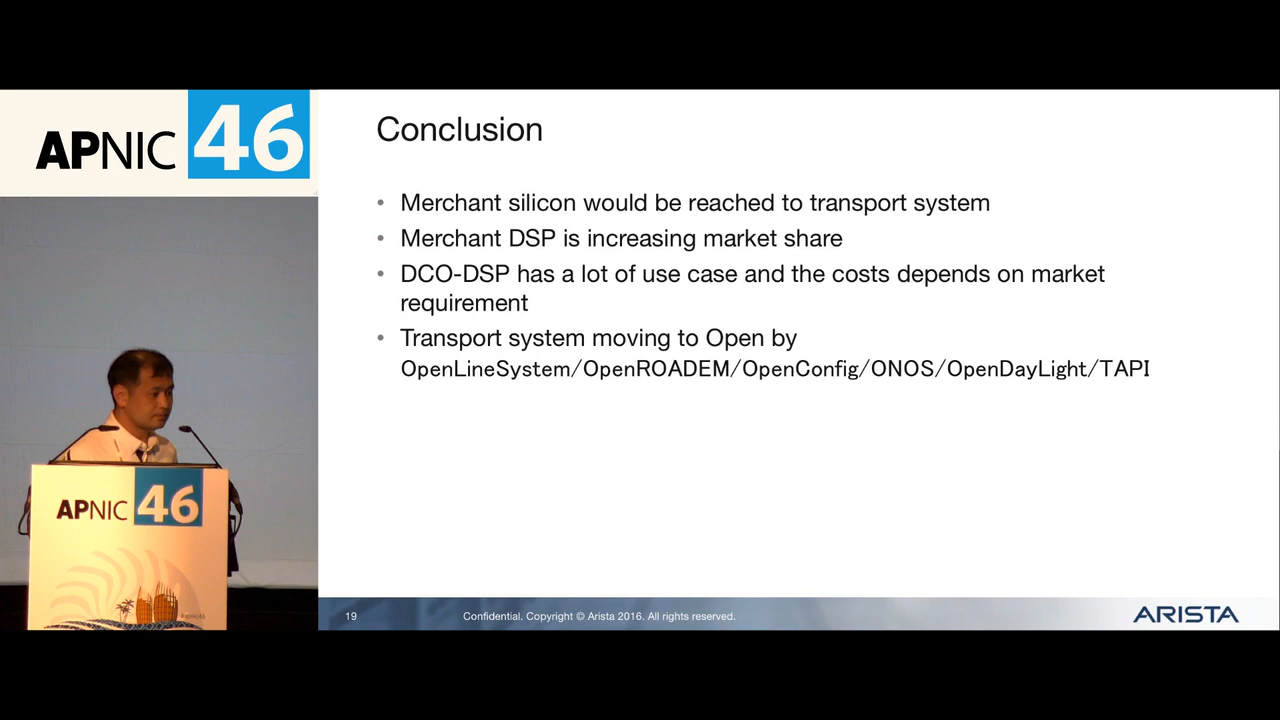 APNIC 46
Conclusion
• Merchant silicon would be reached to transport system
• Merchant DSP is increasing market share
• DCO-DSP has a lot of use case and the costs depends on market
requirement
• Transport system moving to Open by
OpenLineSystem/OpenROADEM/OpenConfig/ONOS/OpenDayLight/TAPI
APNIC 46
#apnic46
19 Confidential. Copyright © Arista 2016. All rights reserved. ARISTA